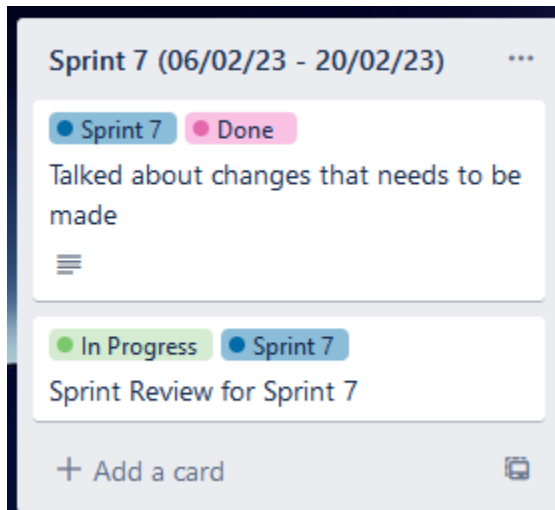 Sprint 7 (06/02/23 - 20/02/23)
Sprint 7 Done
Talked about changes that needs to be
made
In Progress Sprint 7
Sprint Review for Sprint 7
Add a card